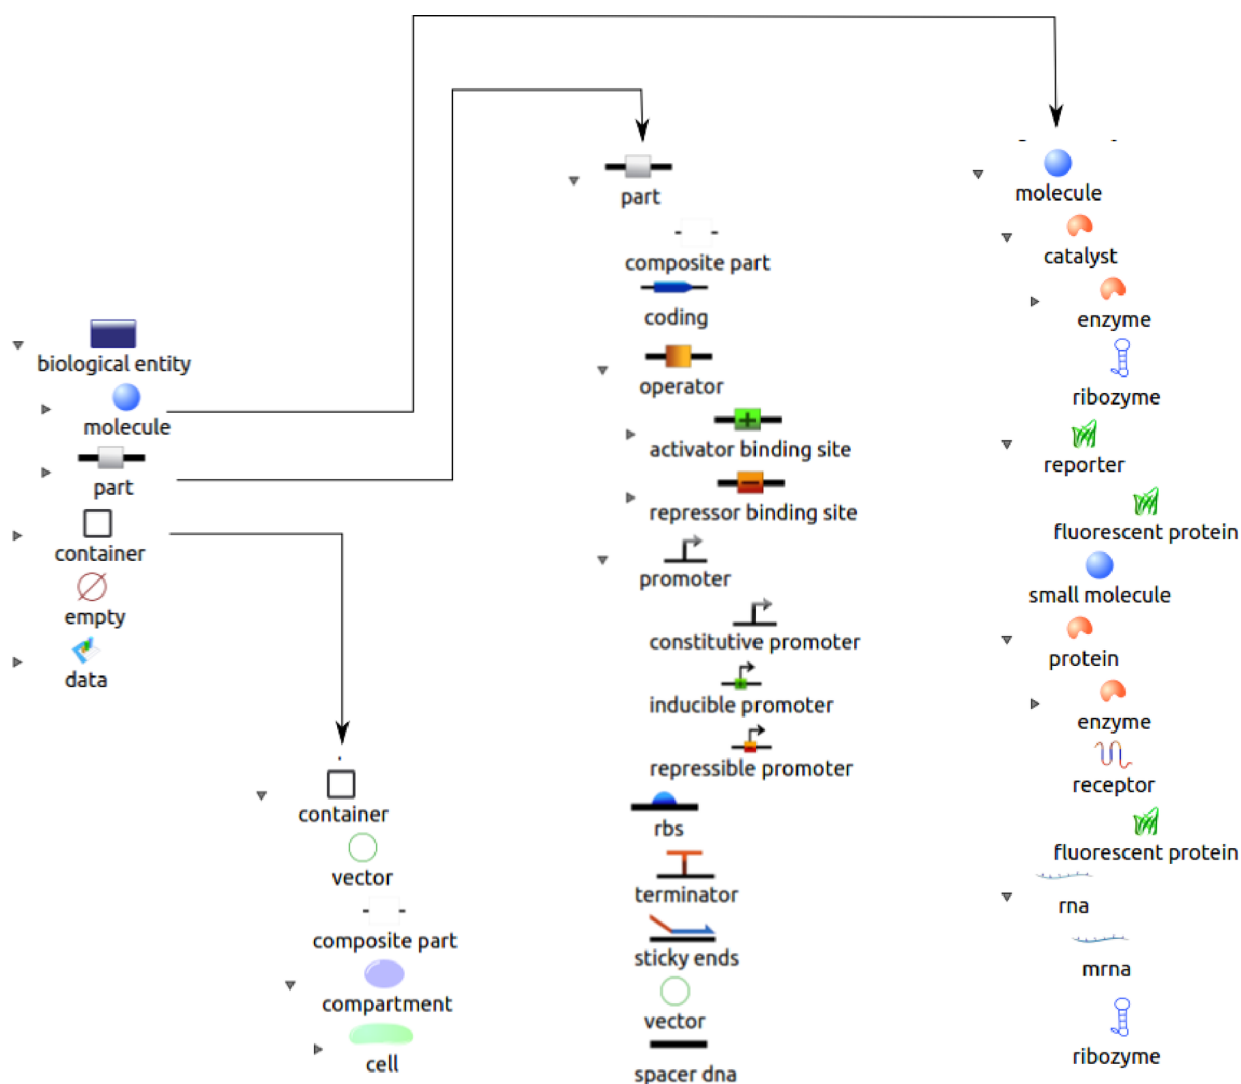 biological entity
molecule
part
container
empty
data
container
vector
composite part
compartment
cell
part
composite part
coding
operator
activator binding site
repressor binding site
promoter
constitutive promoter
inducible promoter
repressible promoter
rbs
terminator
sticky ends
vector
spacer dna
molecule
catalyst
enzyme
ribozyme
reporter
fluorescent protein
small molecule
protein
enzyme
receptor
fluorescent protein
rna
mrna
ribozyme